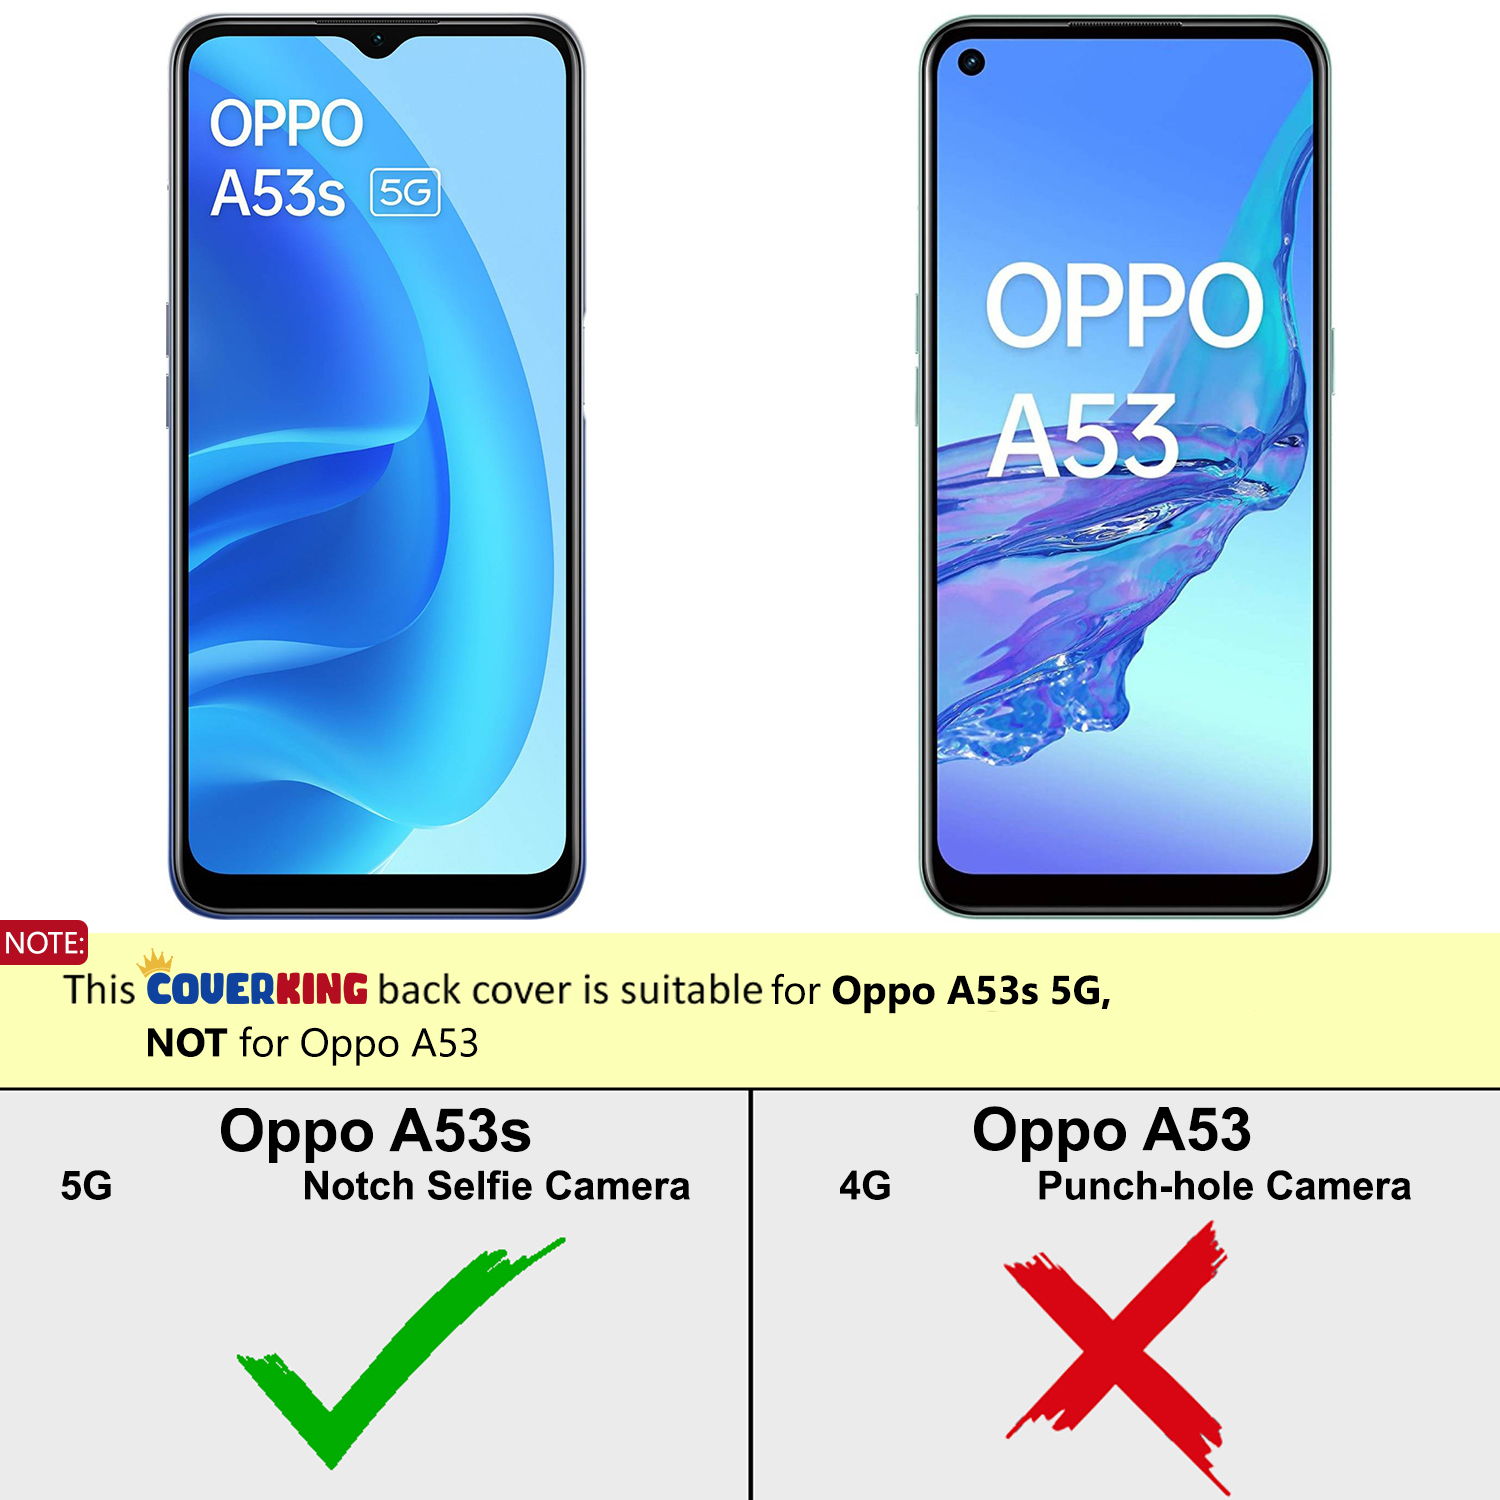 OPPO
A53s 5G
OPPO
A53
NOTE:
This COVERKING back cover is suitable for Oppo A53s 5G,
NOT for Oppo A53
Oppo A53s
5G Notch Selfie Camera
Oppo A53
4G Punch-hole Camera